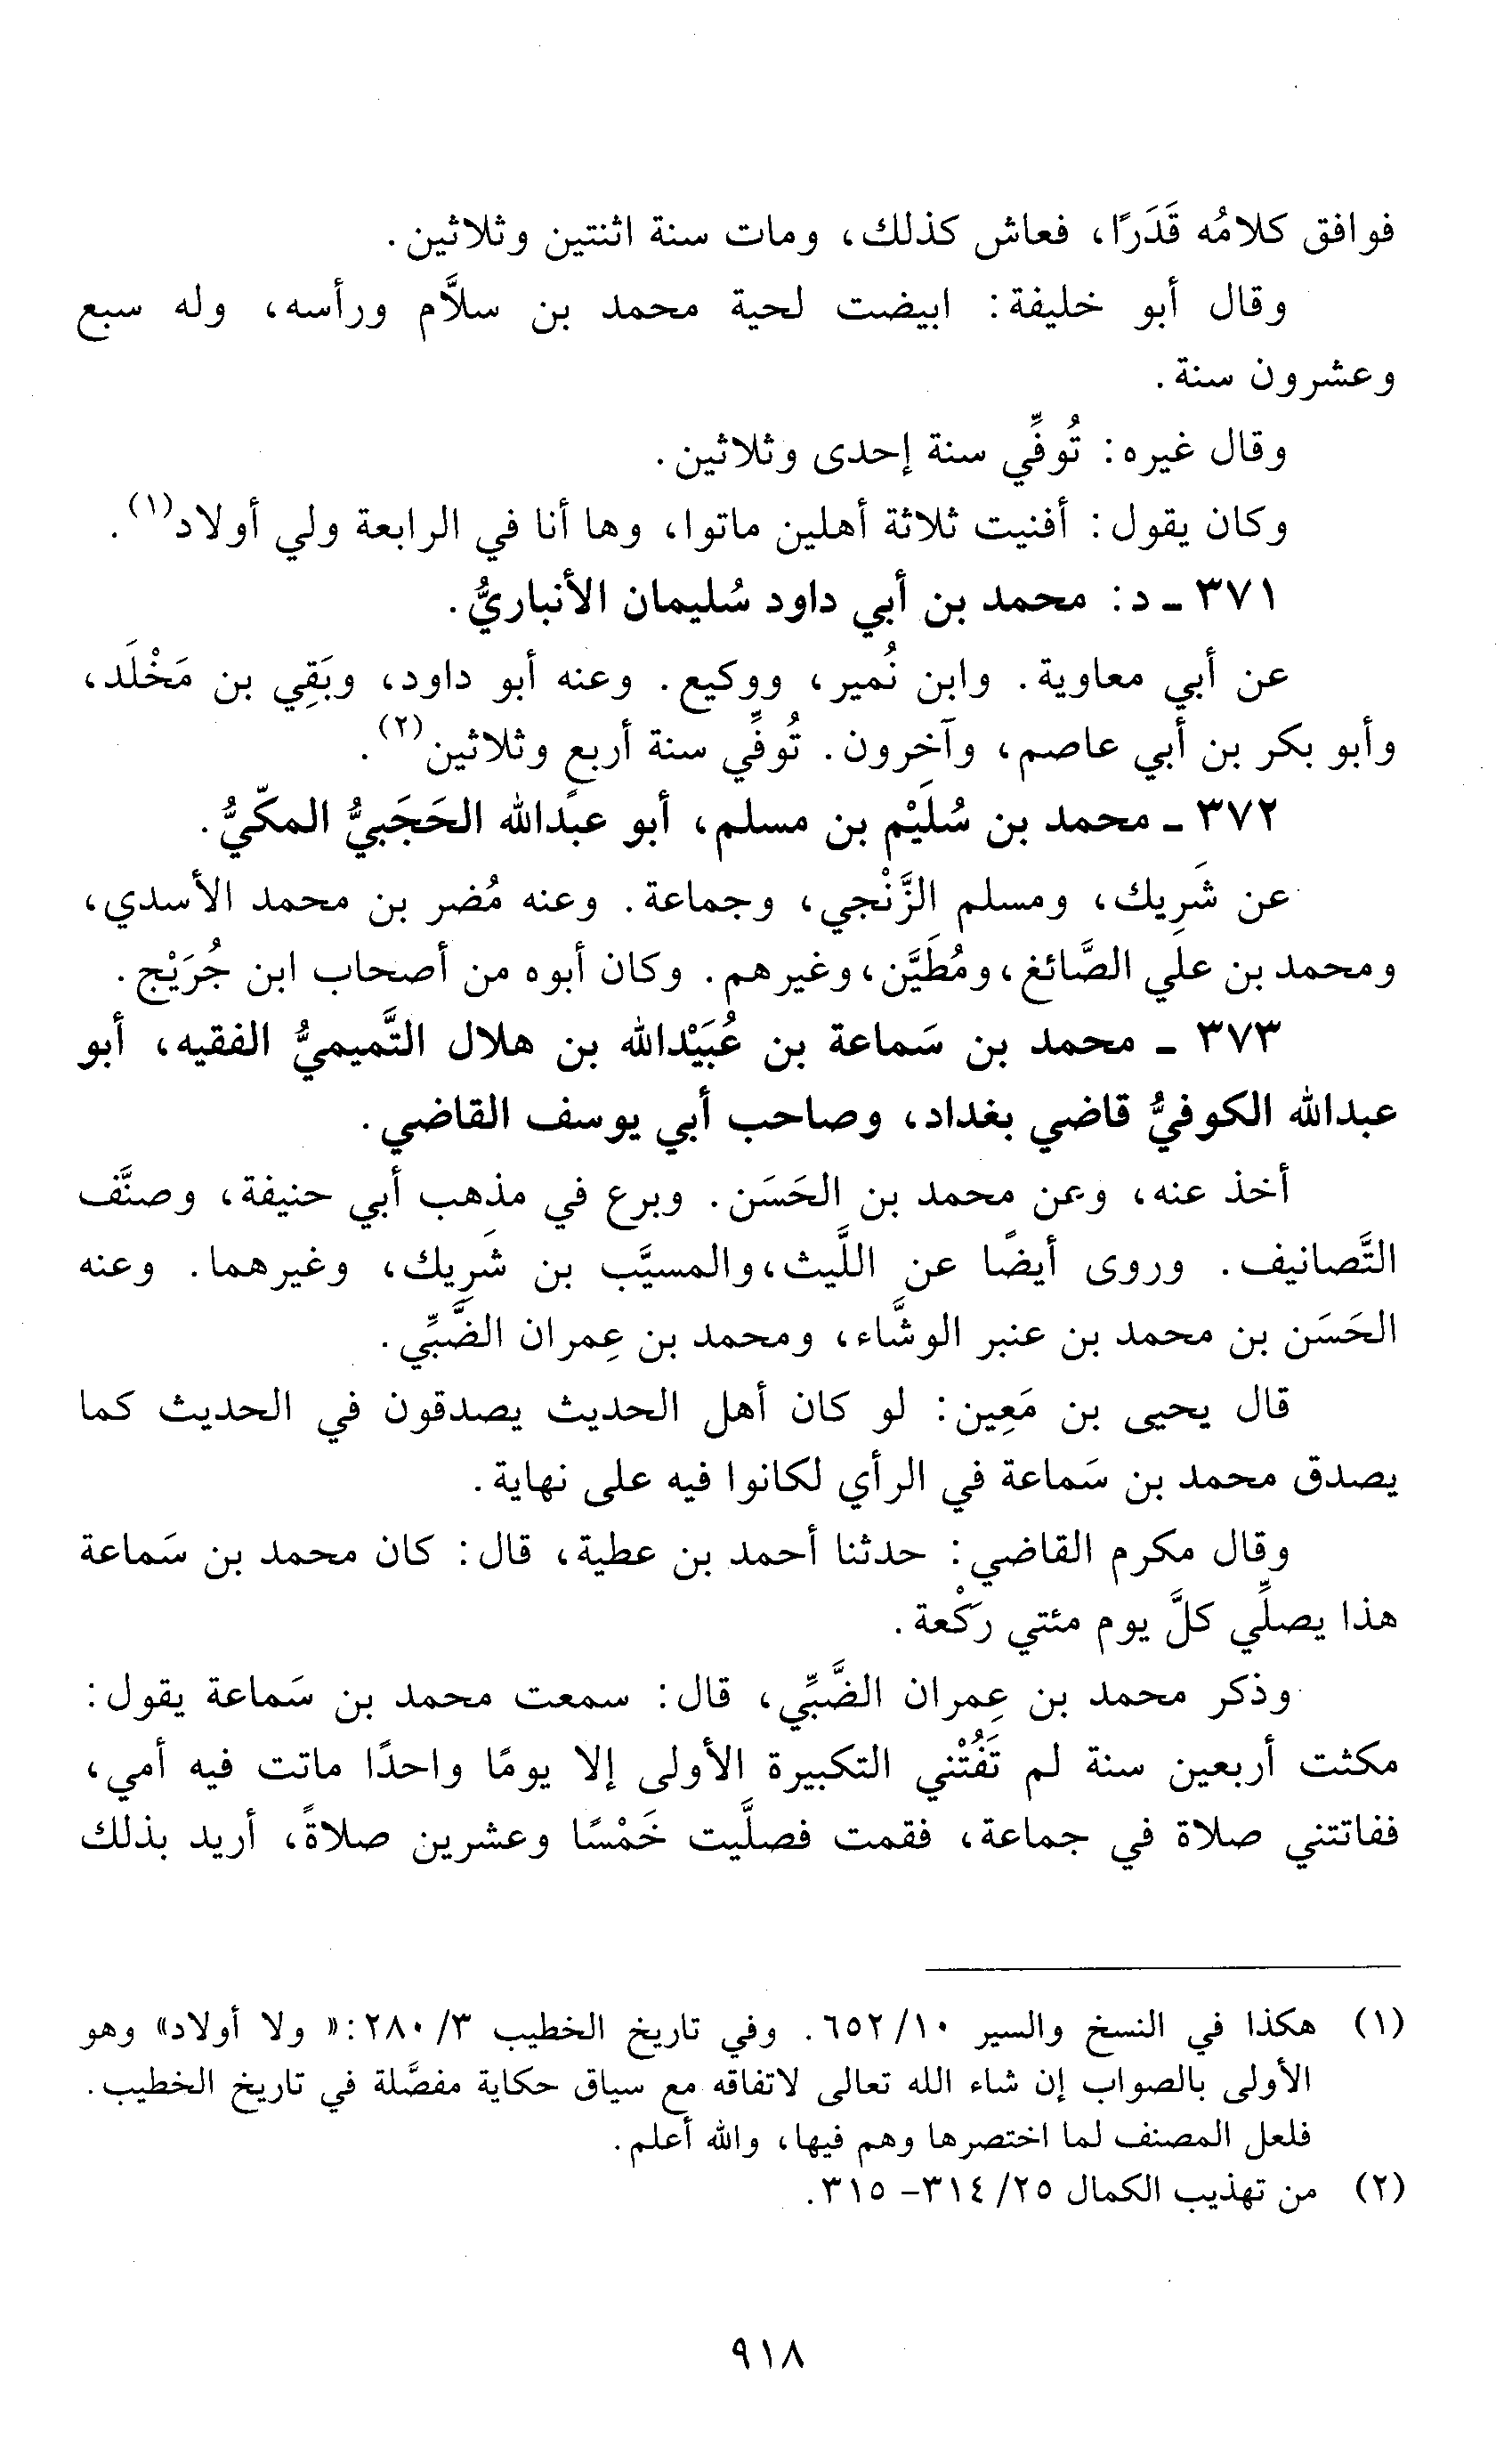 فوافق كلامُه قَدَرًا، فعاش كذلك، ومات سنة اثنتين وثلاثين.
وقال أبو خليفة: ابيضت لحية محمد بن سلاَّم ورأسه، وله سبع
وعشرون سنة.
وقال غيره: تُوفِّي سنة إحدى وثلاثين.
وكان يقول: أفنيت ثلاثة أهلين ماتوا، وها أنا في الرابعة ولي أولاد(١).
٣٧١ ـ د: محمد بن أبي داود سُليمان الأنباريُّ.
عن أبي معاوية. وابن نُمير، ووكيع. وعنه أبو داود، وبَقِي بن مَخْلَد،
وأبو بكر بن أبي عاصم، وآخِرون. تُوفِّي سنة أربع وثلاثين(٢).
٣٧٢ ـ محمد بن سُلَيْم بن مسلم، أبو عبدالله الحَجَبيُّ المكّيُّ.
عن شَرِيك، ومسلم الزَّنْجي، وجماعة. وعنه مُضر بن محمد الأسدي،
ومحمد بن علي الصَّائغ، ومُطَيَّن، وغيرهم. وكان أبوه من أصحاب ابن جُرَيْج.
٣٧٣ ـ محمد بن سَماعة بن عُبَيْدالله بن هلال التَّميميُّ الفقيه، أبو
عبدالله الكوفيُّ قاضي بغداد، وصاحب أبي يوسف القاضي.
أخذ عنه، وعن محمد بن الحَسَن. وبرع في مذهب أبي حنيفة، وصنَّف
التَّصانيف. وروى أيضًا عن اللَّيث، والمسيَّب بن شَرِيك، وغيرهما. وعنه
الحَسَن بن محمد بن عنبر الوشَّاء، ومحمد بن عِمران الضَّبِّي.
قال يحيى بن مَعِين: لو كان أهل الحديث يصدقون في الحديث كما
يصدق محمد بن سَماعة في الرأي لكانوا فيه على نهاية.
وقال مكرم القاضي: حدثنا أحمد بن عطية، قال: كان محمد بن سَماعة
هذا يصلِّي كلَّ يوم مئتي ركْعة.
وذكر محمد بن عِمران الضَّبِّي، قال: سمعت محمد بن سَماعة يقول:
مكثت أربعين سنة لم تَفُتْني التكبيرة الأولى إلا يومًا واحدًا ماتت فيه أمي،
ففاتتني صلاة في جماعة، فقمت فصلَّيت خَمْسًا وعشرين صلاةً، أريد بذلك
(١) هكذا في النسخ والسير ١٠/ ٦٥٢. وفي تاريخ الخطيب ٣/ ٢٨٠: «ولا أولاد» وهو
الأولى بالصواب إن شاء الله تعالى لاتفاقه مع سياق حكاية مفصَّلة في تاريخ الخطيب.
فلعل المصنف لما اختصرها وهم فيها، والله أعلم.
(٢) من تهذيب الكمال ٢٥/ ٣١٤- ٣١٥.
٩١٨